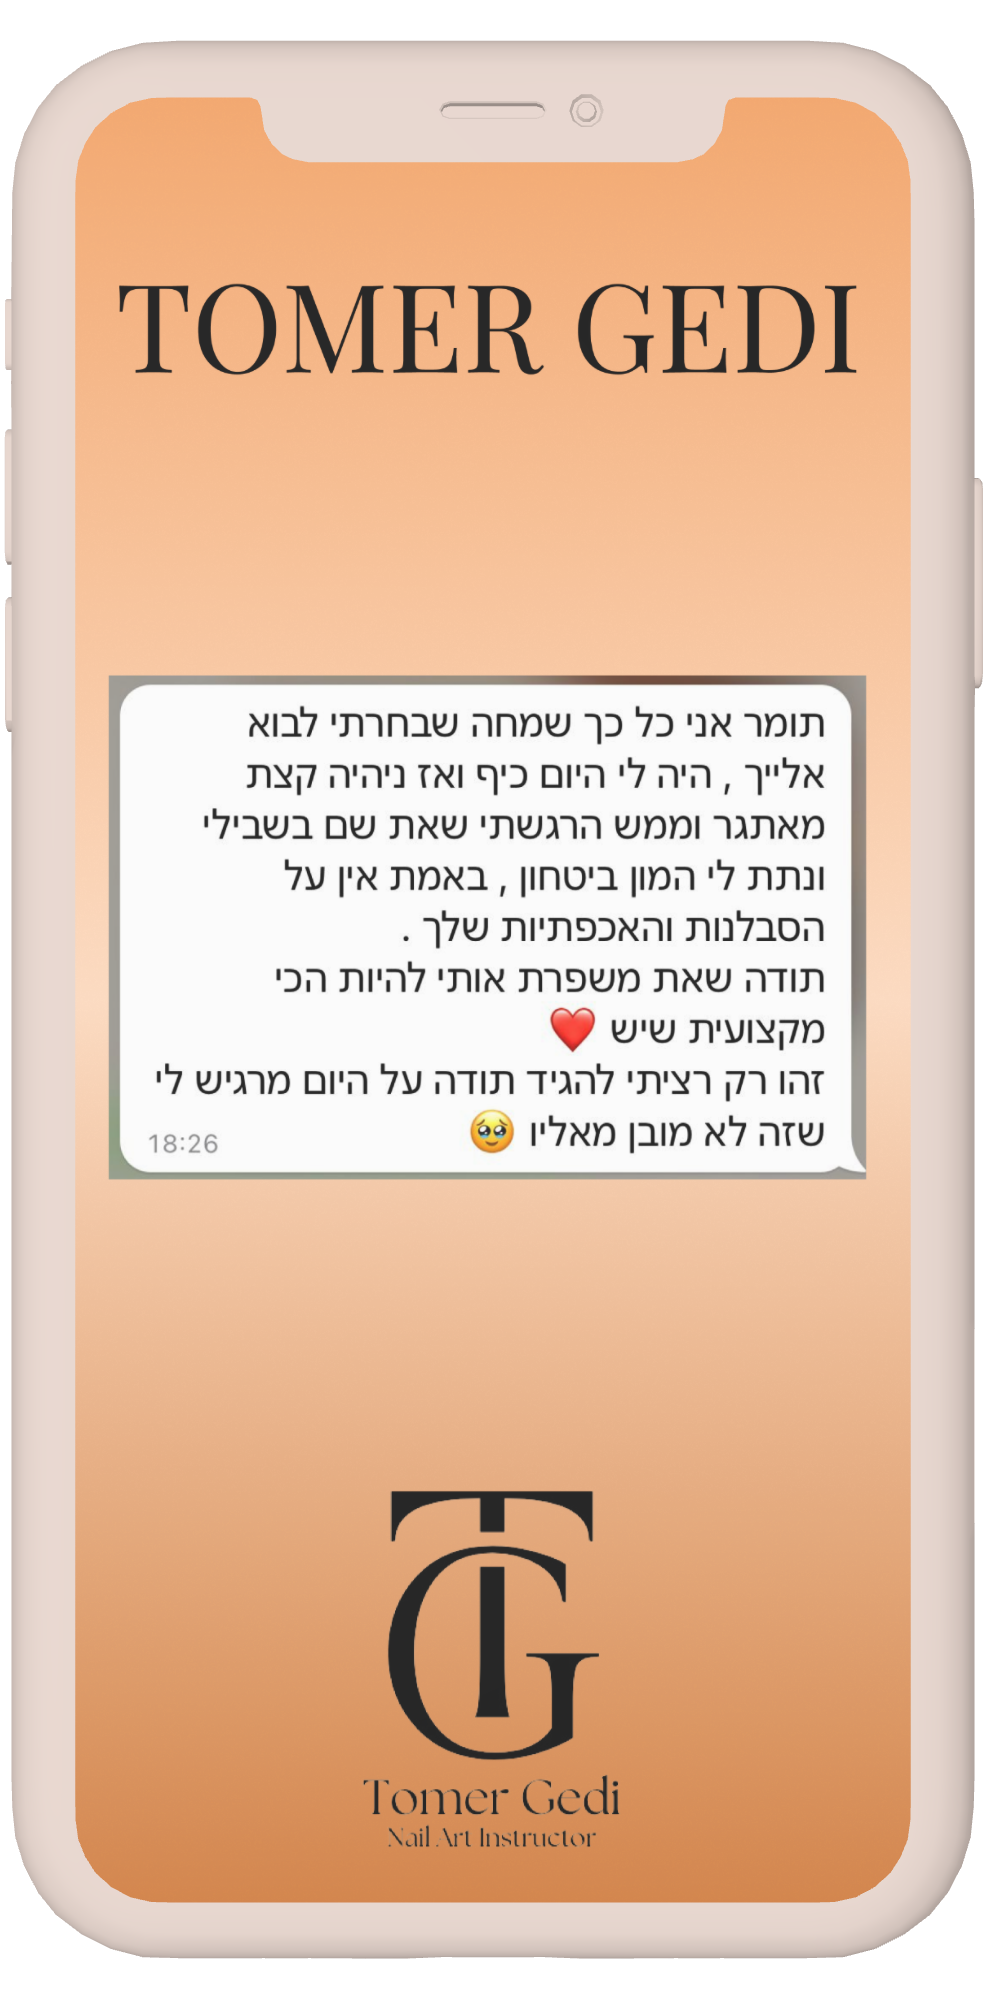 TOMER GEDI
תומר אני כל כך שמחה שבחרתי לבוא
אלייך , היה לי היום כיף ואז ניהיה קצת
מאתגר וממש הרגשתי שאת שם בשבילי
ונתת לי המון ביטחון , באמת אין על
הסבלנות והאכפתיות שלך .
תודה שאת משפרת אותי להיות הכי
מקצועית שיש ❤️
זהו רק רציתי להגיד תודה על היום מרגיש לי
שזה לא מובן מאליו 🥹
18:26
TG
Tomer Gedi
Nail Art Instructor